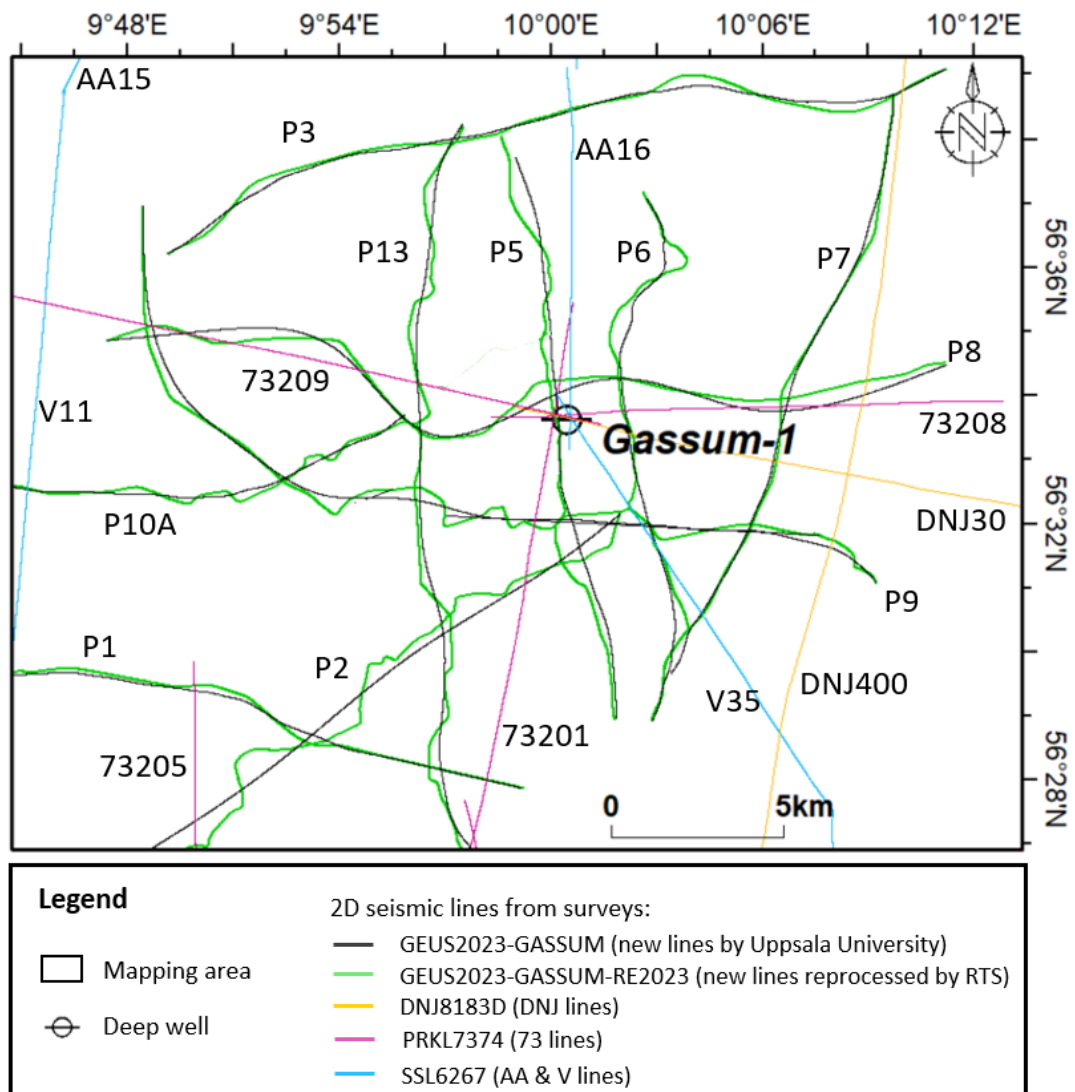 9°48'E 9°54'E 10°00'E 10°06'E 10°12'E
AA15
P3
AA16
N
P13 P5 P6 P7
56°36'N
P8
73209
V11
73208
Gassum-1
P10A
DNJ30
56°32'N
P9
P1
P2
DNJ400
V35
73201
73205
56°28'N
0 5km
Legend
Mapping area
Deep well
2D seismic lines from surveys:
GEUS2023-GASSUM (new lines by Uppsala University)
GEUS2023-GASSUM-RE2023 (new lines reprocessed by RTS)
DNJ8183D (DNJ lines)
PRKL7374 (73 lines)
SSL6267 (AA & V lines)